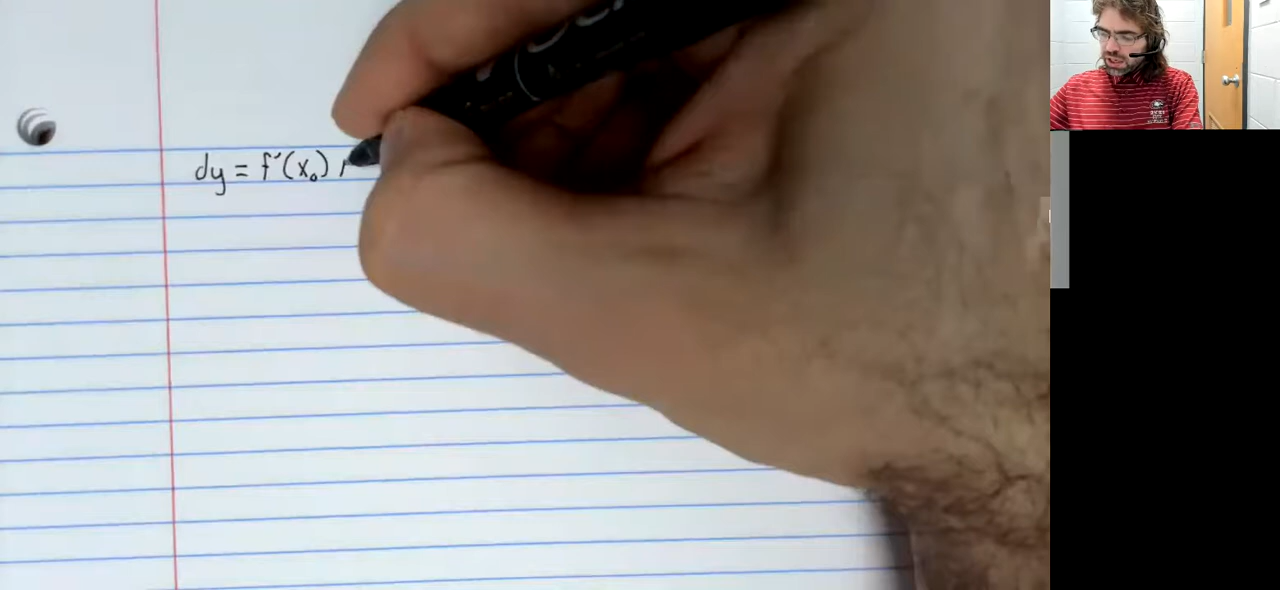 dy = f'(x₀)